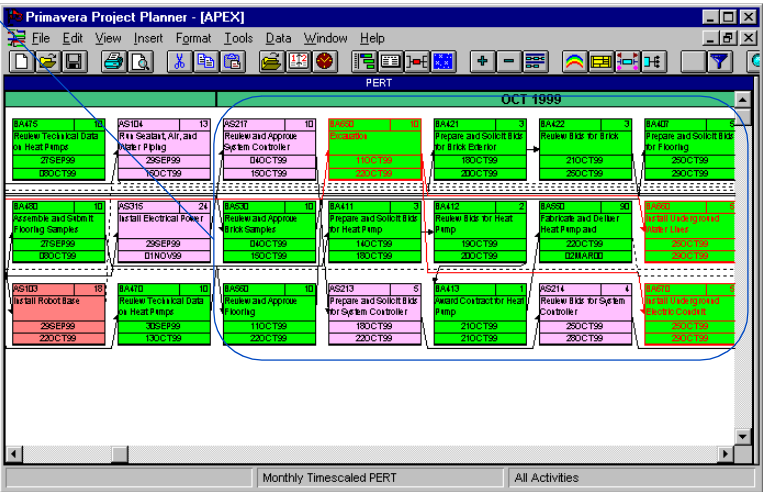 Primavera Project Planner - [APEX]
File Edit View Insert Format Tools Data Window Help
PERT
OCT 1999
BA475 10
Review Technical Data
on Heat Pumps
27SEP99
08OCT99
AS104 13
Run Sealant, Air, and
Water Piping
29SEP99
15OCT99
AS217 10
Review and Approve
System Controller
04OCT99
15OCT99
BA650 10
Excavation
11OCT99
22OCT99
BA421 3
Prepare and Solicit Bids
for Brick Exterior
18OCT99
20OCT99
BA422 3
Review Bids for Brick
21OCT99
25OCT99
BA407
Prepare and Solicit Bids
for Flooring
25OCT99
29OCT99
BA480 10
Assemble and Submit
Flooring Samples
27SEP99
08OCT99
AS315 24
Install Electrical Power
29SEP99
01NOV99
BA530 10
Review and Approve
Brick Samples
04OCT99
15OCT99
BA411 3
Prepare and Solicit Bids
for Heat Pump
14OCT99
18OCT99
BA412 2
Review Bids for Heat
Pump
19OCT99
20OCT99
BA550 90
Fabricate and Deliver
Heat Pump and
22OCT99
02MAR00
BA660 5
Install Underground
Water Lines
25OCT99
29OCT99
AS103 18
Install Robot Base
29SEP99
22OCT99
BA470 10
Review Technical Data
on Heat Pumps
30SEP99
13OCT99
BA560 10
Review and Approve
Flooring
11OCT99
22OCT99
AS213 5
Prepare and Solicit Bids
for System Controller
18OCT99
22OCT99
BA413 1
Award Contract for Heat
Pump
21OCT99
21OCT99
AS214 4
Review Bids for System
Controller
25OCT99
28OCT99
BA670 5
Install Underground
Electric Conduit
25OCT99
29OCT99
Monthly Timescaled PERT
All Activities